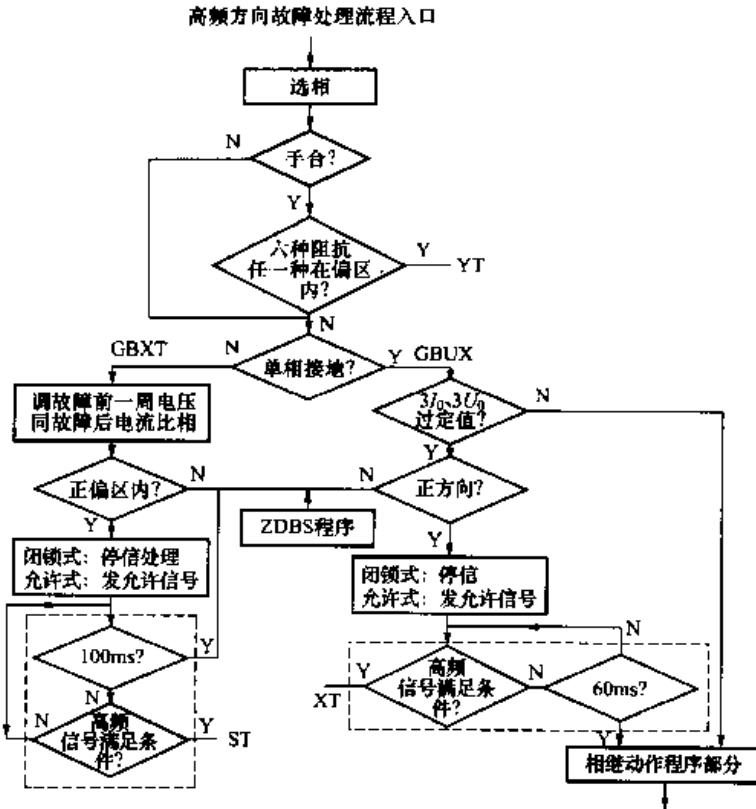 高频方向故障处理流程入口
选相
N
手合?
Y
六种阻抗
任一种在偏区
内?
Y
YT
N
GBXT
N
单相接地?
Y
GBUX
调故障前一周电压
同故障后电流比相
3I₀、3U₀
过定值?
N
Y
正偏区内?
N
N
正方向?
Y
ZDBS程序
Y
闭锁式：停信处理
允许式：发允许信号
闭锁式：停信
允许式：发允许信号
N
100ms?
Y
N
Y
高频
信号满足条
件?
N
60ms?
XT
N
高频
信号满足条
件?
Y
ST
Y
相继动作程序部分